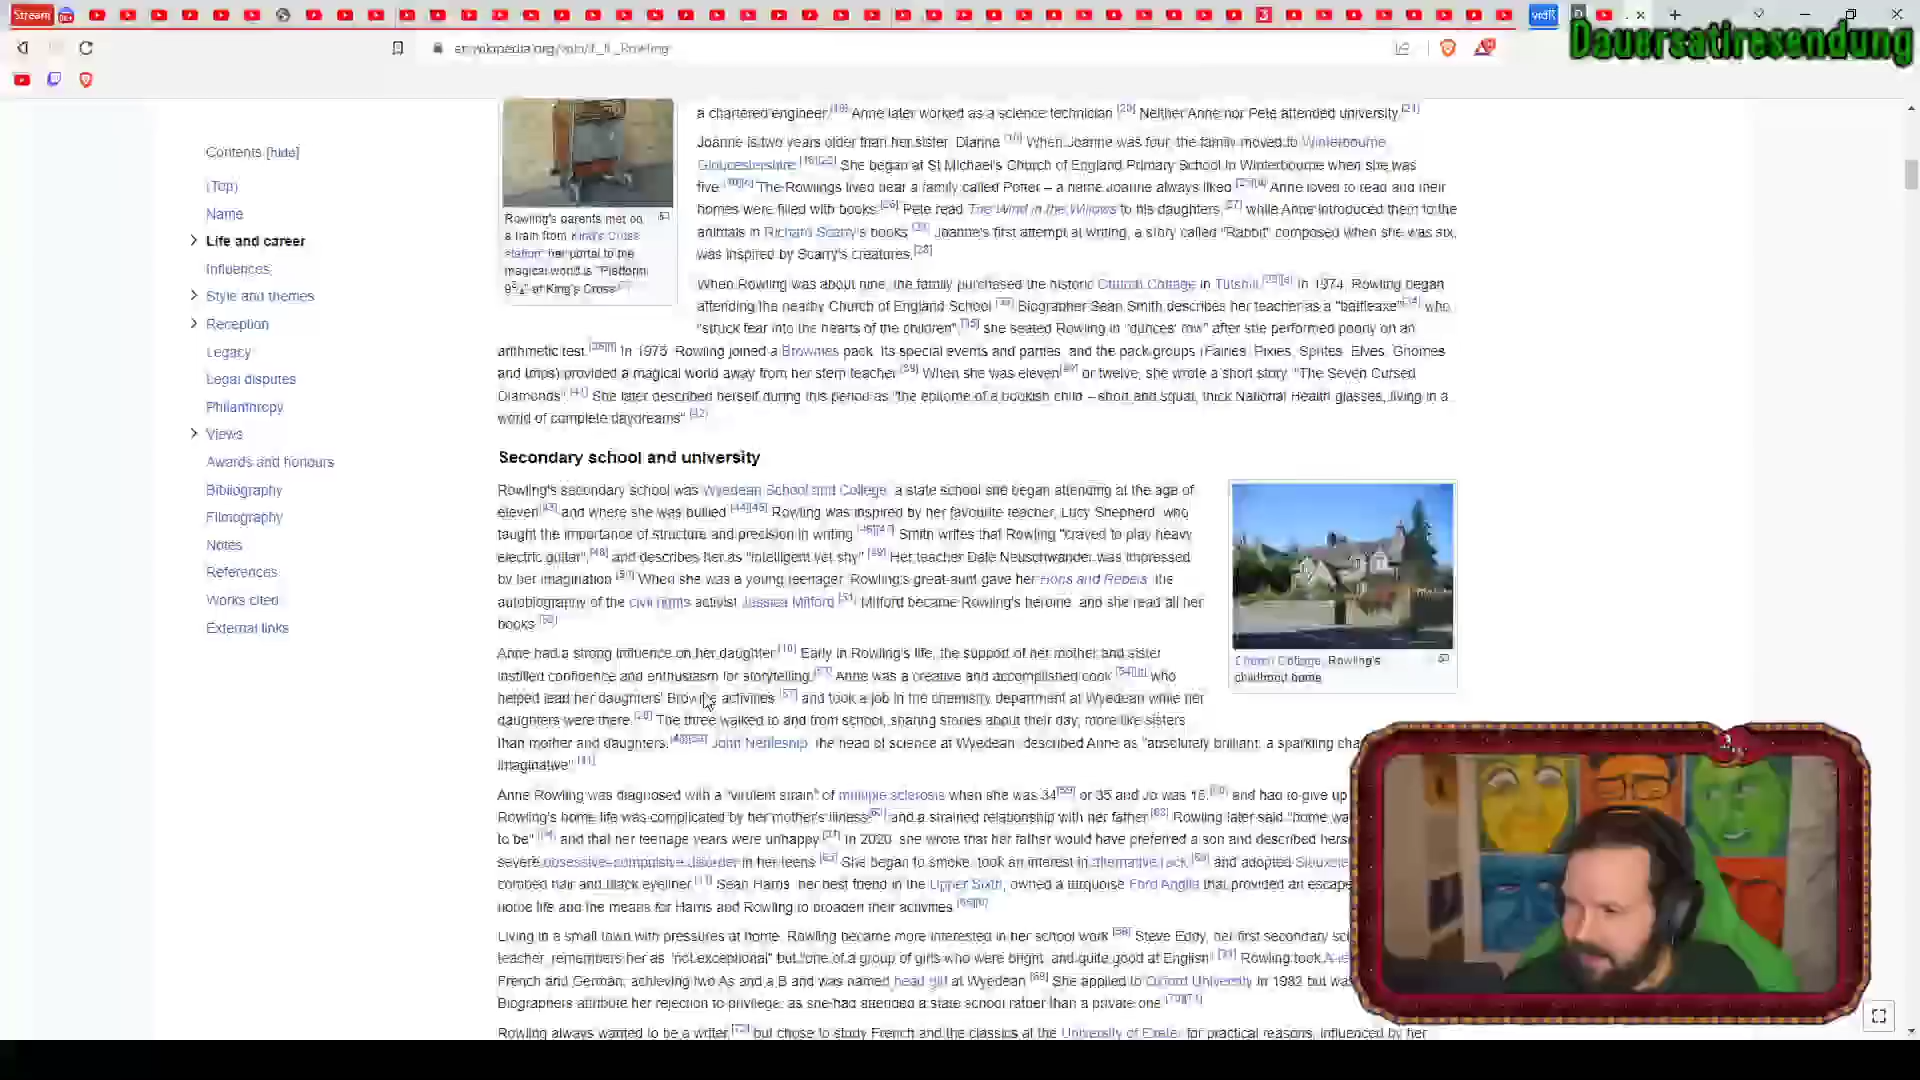 Stream
Dauersatiresendung
en.wikipedia.org/wiki/J._K._Rowling
Contents [hide]
(Top)
Name
Life and career
Influences
Style and themes
Reception
Legacy
Legal disputes
Philanthropy
Views
Awards and honours
Bibliography
Filmography
Notes
References
Works cited
External links
Rowling's parents met on
a train from King's Cross
station; her portal to the
magical world is "Platform
9¾" at King's Cross.
a chartered engineer. Anne later worked as a science technician. Neither Anne nor Pete attended university.
Joanne is two years older than her sister, Dianne. When Joanne was four, the family moved to Winterbourne,
Gloucestershire. She began at St Michael's Church of England Primary School in Winterbourne when she was
five. The Rowlings lived near a family called Potter – a name Joanne always liked. Anne loved to read and their
homes were filled with books. Pete read The Wind in the Willows to his daughters, while Anne introduced them to the
animals in Richard Scarry's books. Joanne's first attempt at writing, a story called "Rabbit" composed when she was six,
was inspired by Scarry's creatures.[28]
When Rowling was about nine, the family purchased the historic Church Cottage in Tutshill. In 1974, Rowling began
attending the nearby Church of England School. Biographer Sean Smith describes her teacher as a "battleaxe" who
"struck fear into the hearts of the children"; she seated Rowling in "dunces' row" after she performed poorly on an
arithmetic test. In 1975, Rowling joined a Brownies pack. Its special events and parties, and the pack groups (Fairies, Pixies, Sprites, Elves, Gnomes
and Imps) provided a magical world away from her stern teacher. When she was eleven or twelve, she wrote a short story, "The Seven Cursed
Diamonds". She later described herself during this period as "the epitome of a bookish child – short and squat, thick National Health glasses, living in a
world of complete daydreams".[42]
Secondary school and university
Rowling's secondary school was Wyedean School and College, a state school she began attending at the age of
eleven[43] and where she was bullied.[44][45] Rowling was inspired by her favourite teacher, Lucy Shepherd, who
taught the importance of structure and precision in writing.[46][47] Smith writes that Rowling "craved to play heavy
electric guitar",[48] and describes her as "intelligent yet shy". Her teacher Dale Neuschwander was impressed
by her imagination. When she was a young teenager, Rowling's great-aunt gave her Hons and Rebels, the
autobiography of the civil rights activist Jessica Mitford. Mitford became Rowling's heroine, and she read all her
books.
Church Cottage, Rowling's
childhood home
Anne had a strong influence on her daughter. Early in Rowling's life, the support of her mother and sister
instilled confidence and enthusiasm for storytelling. Anne was a creative and accomplished cook, who
helped lead her daughters' Brownie activities, and took a job in the chemistry department at Wyedean while her
daughters were there. The three walked to and from school, sharing stories about their day, more like sisters
than mother and daughters. John Nettleship, the head of science at Wyedean, described Anne as "absolutely brilliant, a sparkling cha
imaginative".
Anne Rowling was diagnosed with a "virulent strain" of multiple sclerosis when she was 34 or 35 and Jo was 15, and had to give up
Rowling's home life was complicated by her mother's illness and a strained relationship with her father. Rowling later said "home wa
to be", and that her teenage years were unhappy. In 2020, she wrote that her father would have preferred a son and described herse
severe obsessive–compulsive disorder in her teens. She began to smoke, took an interest in alternative rock, and adopted Siouxsie
combed hair and black eyeliner. Sean Harris, her best friend in the Upper Sixth, owned a turquoise Ford Anglia that provided an escape
home life and the means for Harris and Rowling to broaden their activities.
Living in a small town with pressures at home, Rowling became more interested in her school work. Steve Eddy, her first secondary sc
teacher, remembers her as "not exceptional" but "one of a group of girls who were bright, and quite good at English". Rowling took A-le
French and German, achieving two As and a B and was named head girl at Wyedean. She applied to Oxford University in 1982 but was
Biographers attribute her rejection to privilege, as she had attended a state school rather than a private one.
Rowling always wanted to be a writer, but chose to study French and the classics at the University of Exeter for practical reasons, influenced by her